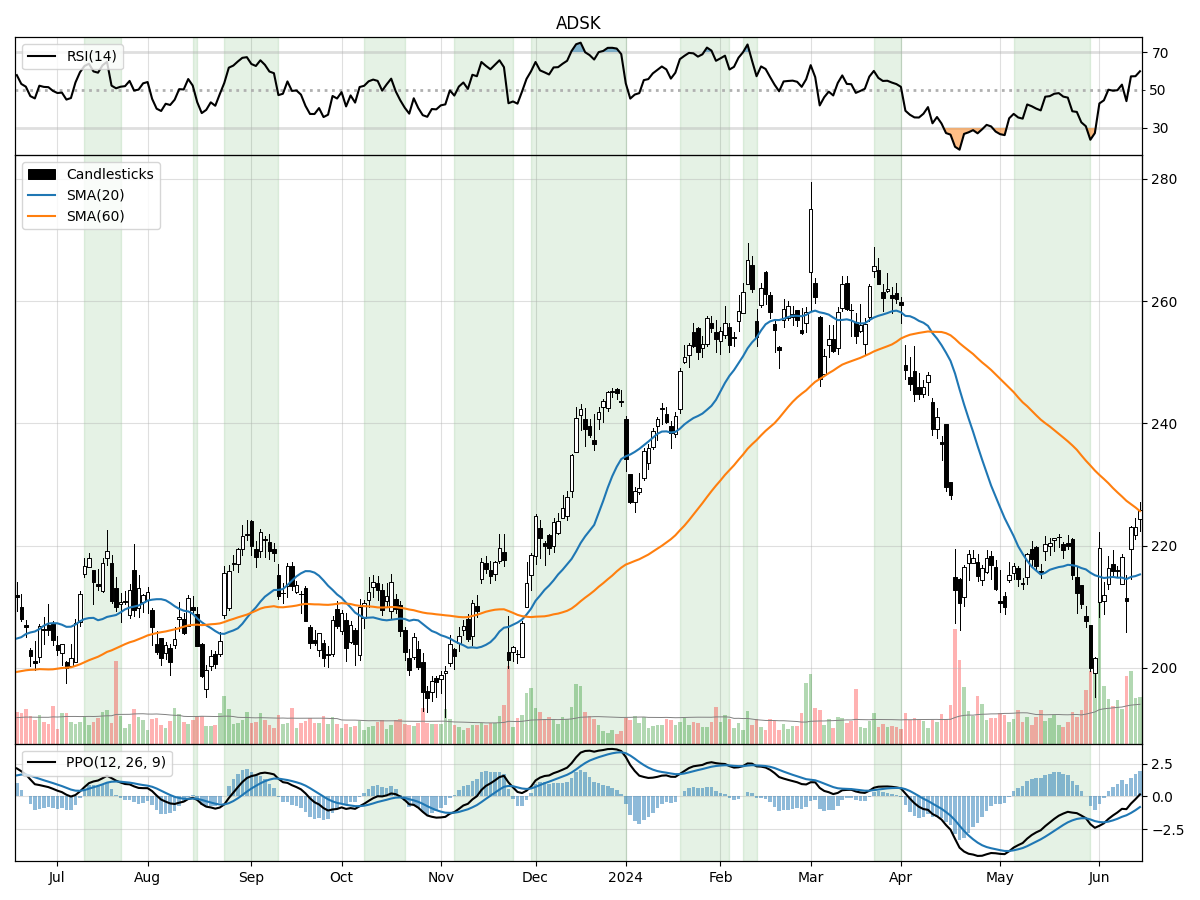 ADSK
RSI(14)
70
50
30
Candlesticks
SMA(20)
SMA(60)
280
260
240
220
200
PPO(12, 26, 9)
2.5
0.0
−2.5
Jul Aug Sep Oct Nov Dec 2024 Feb Mar Apr May Jun